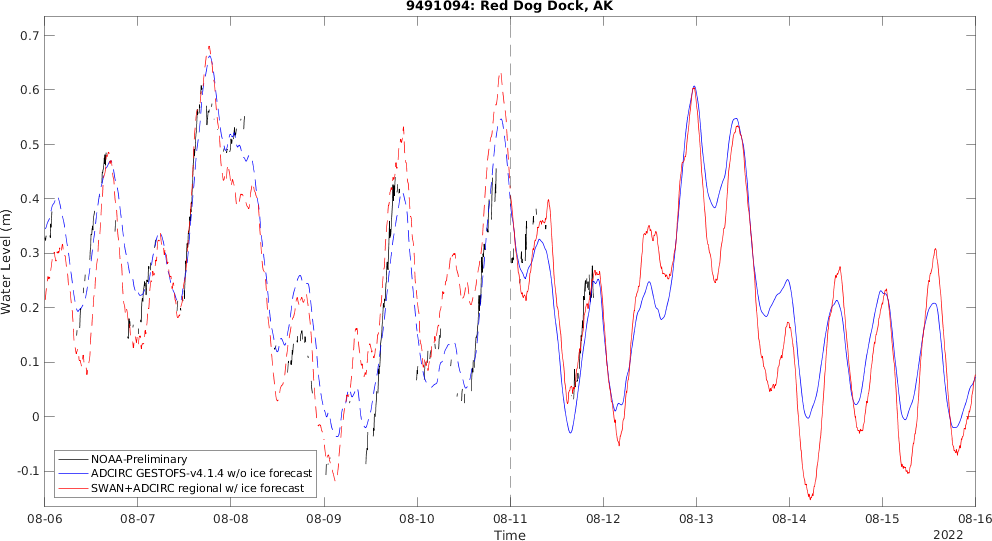 9491094: Red Dog Dock, AK
Water Level (m)
0.7
0.6
0.5
0.4
0.3
0.2
0.1
0
-0.1
NOAA-Preliminary
ADCIRC GESTOFS-v4.1.4 w/o ice forecast
SWAN+ADCIRC regional w/ ice forecast
08-06 08-07 08-08 08-09 08-10 08-11 08-12 08-13 08-14 08-15 08-16
Time
2022